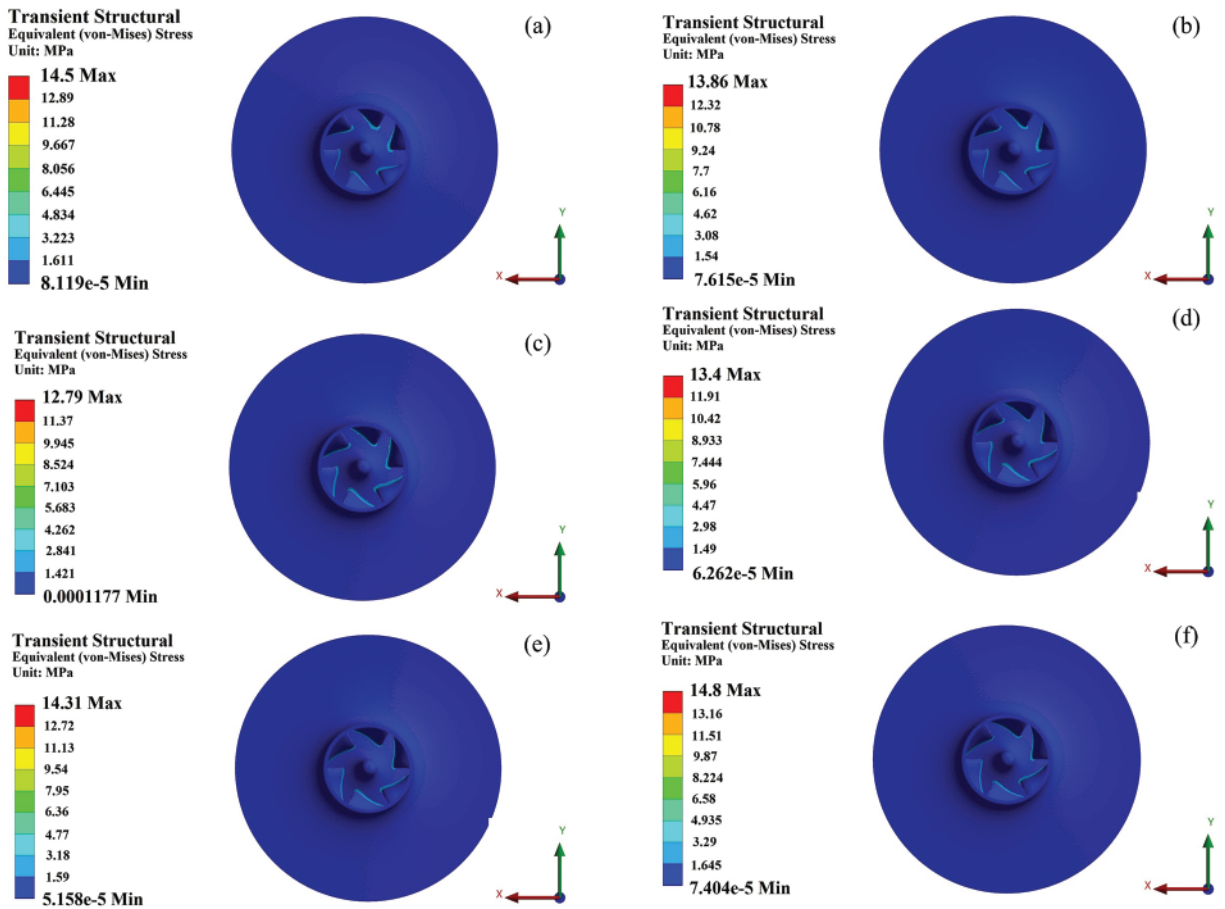 Transient Structural
Equivalent (von-Mises) Stress
Unit: MPa
14.5 Max
12.89
11.28
9.667
8.056
6.445
4.834
3.223
1.611
8.119e-5 Min
(a)
Y
X
Transient Structural
Equivalent (von-Mises) Stress
Unit: MPa
13.86 Max
12.32
10.78
9.24
7.7
6.16
4.62
3.08
1.54
7.615e-5 Min
(b)
Y
X
Transient Structural
Equivalent (von-Mises) Stress
Unit: MPa
12.79 Max
11.37
9.945
8.524
7.103
5.683
4.262
2.841
1.421
0.0001177 Min
(c)
Y
X
Transient Structural
Equivalent (von-Mises) Stress
Unit: MPa
13.4 Max
11.91
10.42
8.933
7.444
5.96
4.47
2.98
1.49
6.262e-5 Min
(d)
Y
X
Transient Structural
Equivalent (von-Mises) Stress
Unit: MPa
14.31 Max
12.72
11.13
9.54
7.95
6.36
4.77
3.18
1.59
5.158e-5 Min
(e)
Y
X
Transient Structural
Equivalent (von-Mises) Stress
Unit: MPa
14.8 Max
13.16
11.51
9.87
8.224
6.58
4.935
3.29
1.645
7.404e-5 Min
(f)
Y
X